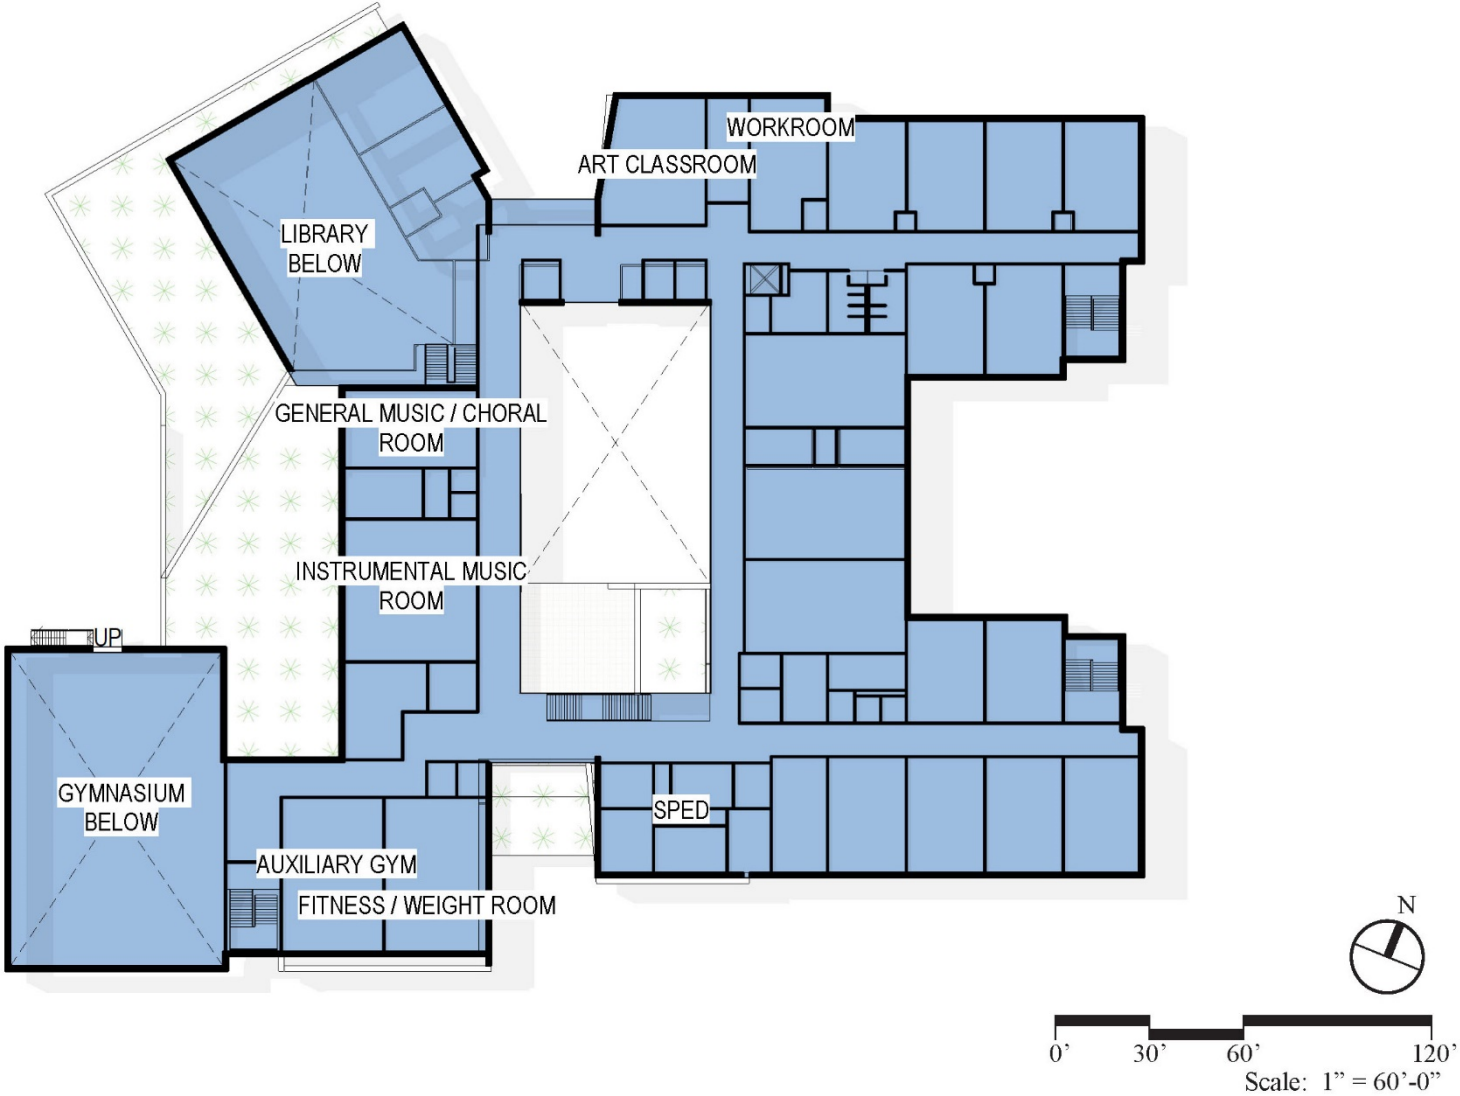 WORKROOM
ART CLASSROOM
LIBRARY
BELOW
GENERAL MUSIC / CHORAL
ROOM
INSTRUMENTAL MUSIC
ROOM
UP
GYMNASIUM
BELOW
SPED
AUXILIARY GYM
FITNESS / WEIGHT ROOM
N
0' 30' 60' 120'
Scale: 1" = 60'-0"